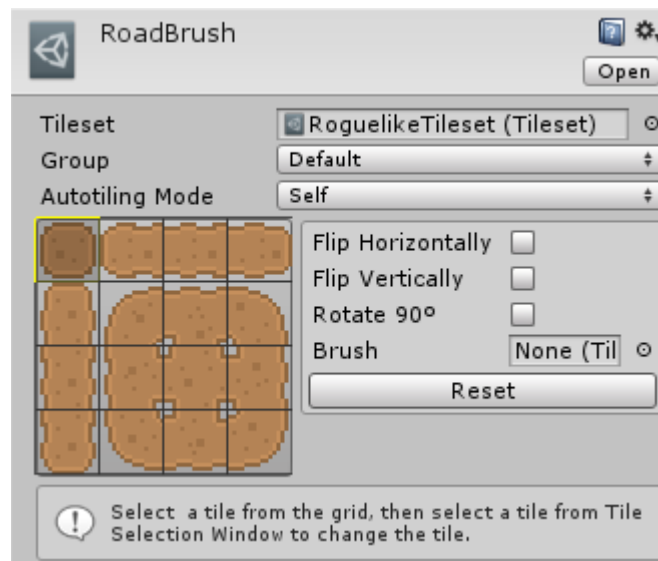 RoadBrush
Open
Tileset RoguelikeTileset (Tileset)
Group Default
Autotiling Mode Self
Flip Horizontally
Flip Vertically
Rotate 90º
Brush None (Til
Reset
Select a tile from the grid, then select a tile from Tile
Selection Window to change the tile.